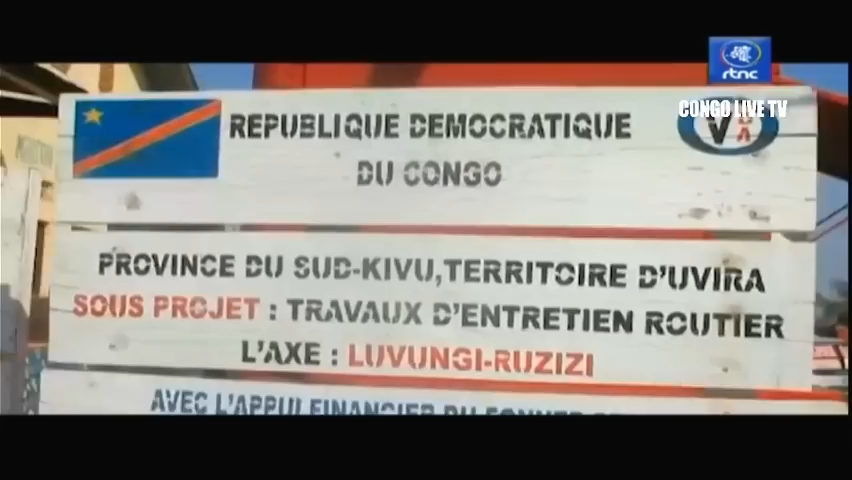 rtnc
CONGO LIVE TV
REPUBLIQUE DEMOCRATIQUE
DU CONGO
PROVINCE DU SUD-KIVU, TERRITOIRE D'UVIRA
SOUS PROJET : TRAVAUX D'ENTRETIEN ROUTIER
L'AXE : LUVUNGI-RUZIZI
AVEC L'APPUI FINANCIER DU